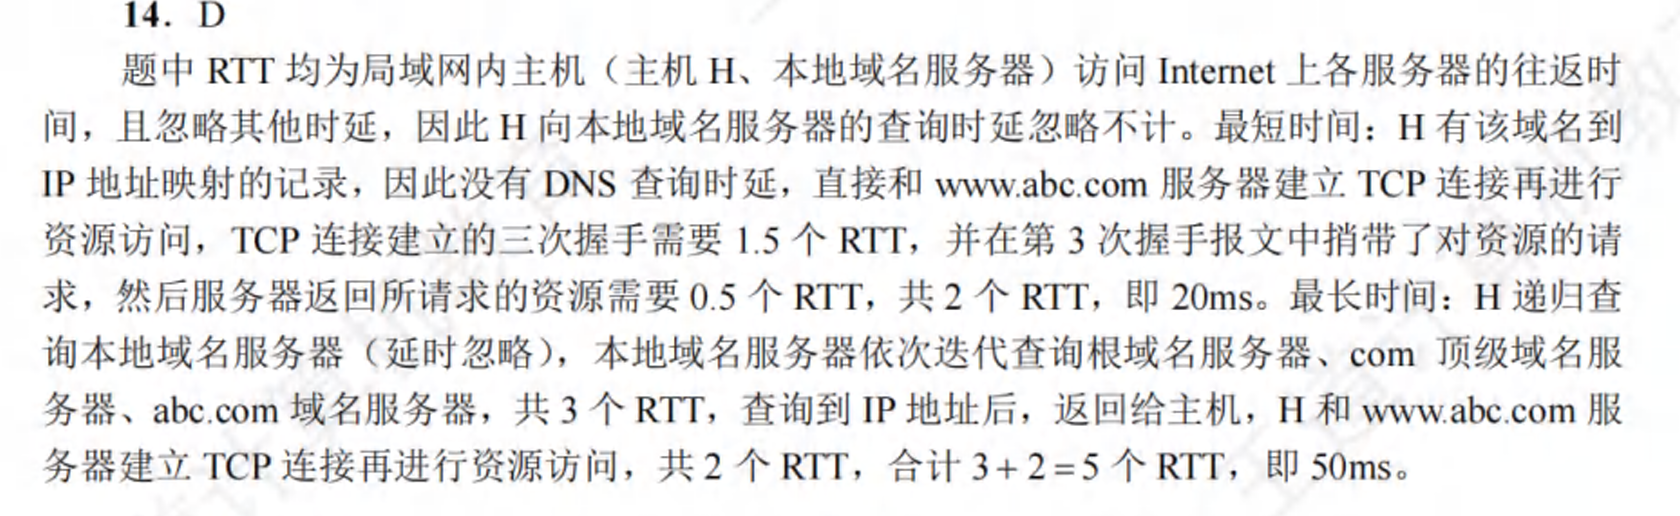 14. D
题中 RTT 均为局域网内主机（主机 H、本地域名服务器）访问 Internet 上各服务器的往返时
间，且忽略其他时延，因此 H 向本地域名服务器的查询时延忽略不计。最短时间：H 有该域名到
IP 地址映射的记录，因此没有 DNS 查询时延，直接和 www.abc.com 服务器建立 TCP 连接再进行
资源访问，TCP 连接建立的三次握手需要 1.5 个 RTT，并在第 3 次握手报文中捎带了对资源的请
求，然后服务器返回所请求的资源需要 0.5 个 RTT，共 2 个 RTT，即 20ms。最长时间：H 递归查
询本地域名服务器（延时忽略），本地域名服务器依次迭代查询根域名服务器、com 顶级域名服
务器、abc.com 域名服务器，共 3 个 RTT，查询到 IP 地址后，返回给主机，H 和 www.abc.com 服
务器建立 TCP 连接再进行资源访问，共 2 个 RTT，合计 3 + 2 = 5 个 RTT，即 50ms。